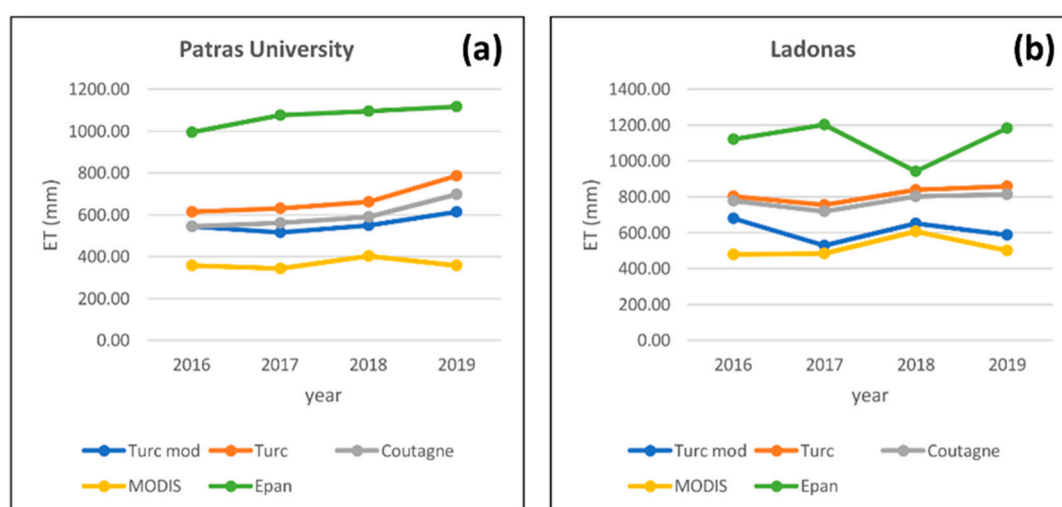 Patras University (a)
1200.00
1000.00
800.00
600.00
400.00
200.00
0.00
ET (mm)
2016 2017 2018 2019
year
Turc mod Turc Coutagne
MODIS Epan
Ladonas (b)
1400.00
1200.00
1000.00
800.00
600.00
400.00
200.00
0.00
ET (mm)
2016 2017 2018 2019
year
Turc mod Turc Coutagne
MODIS Epan